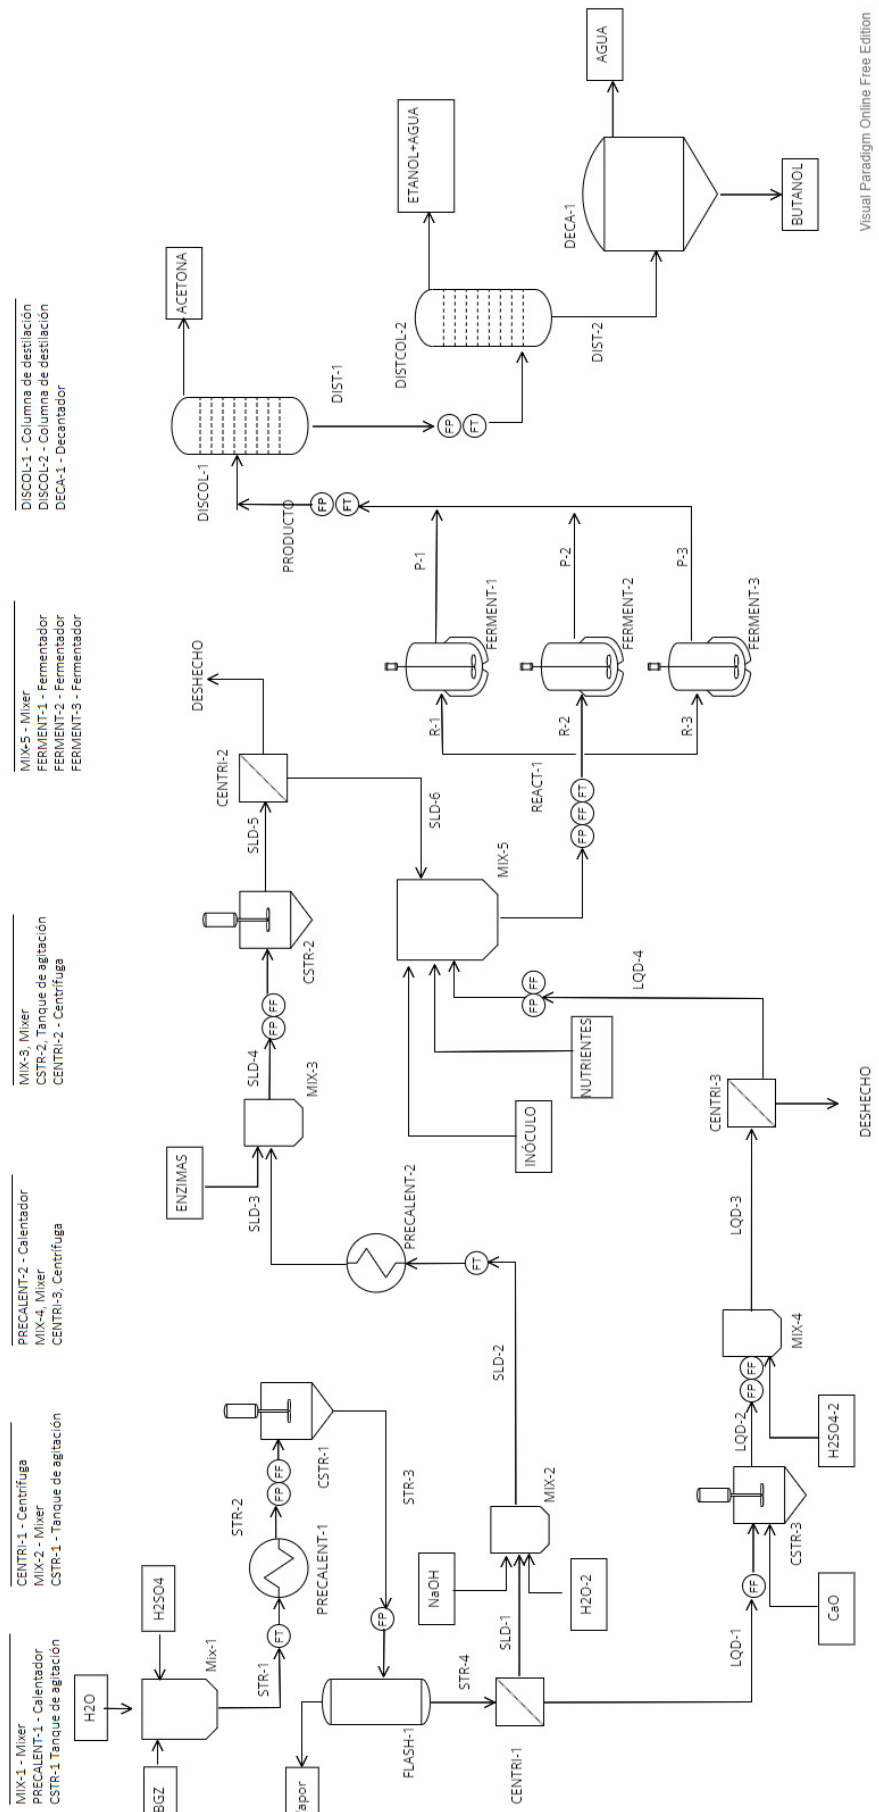 MIX-1 - Mixer
PRECALENT-1 - Calentador
CSTR-1 Tanque de agitación
CENTRI-1 - Centrífuga
MIX-2 - Mixer
CSTR-1 - Tanque de agitación
PRECALENT-2 - Calentador
MIX-4, Mixer
CENTRI-3, Centrífuga
MIX-3, Mixer
CSTR-2, Tanque de agitación
CENTRI-2 - Centrífuga
MIX-5 - Mixer
FERMENT-1 - Fermentador
FERMENT-2 - Fermentador
FERMENT-3 - Fermentador
DISCOL-1 - Columna de destilación
DISCOL-2 - Columna de destilación
DECA-1 - Decantador
H2O
H2SO4
BGZ
Mix-1
STR-1
FT
PRECALENT-1
STR-2
FP
FF
CSTR-1
STR-3
FP
FLASH-1
STR-4
CENTRI-1
SLD-1
NaOH
H2O-2
MIX-2
SLD-2
FT
PRECALENT-2
SLD-3
ENZIMAS
MIX-3
SLD-4
FP
FF
CSTR-2
SLD-5
CENTRI-2
DESHECHO
SLD-6
LQD-1
FF
CaO
CSTR-3
LQD-2
FP
FF
H2SO4-2
MIX-4
LQD-3
CENTRI-3
DESHECHO
LQD-4
FP
FF
INÓCULO
NUTRIENTES
MIX-5
REACT-1
FP
FF
FT
R-1
R-2
R-3
FERMENT-1
FERMENT-2
FERMENT-3
P-1
P-2
P-3
PRODUCTO
FP
FT
DISCOL-1
ACETONA
DIST-1
FP
FT
DISTCOL-2
ETANOL+AGUA
DIST-2
DECA-1
AGUA
BUTANOL
Visual Paradigm Online Free Edition